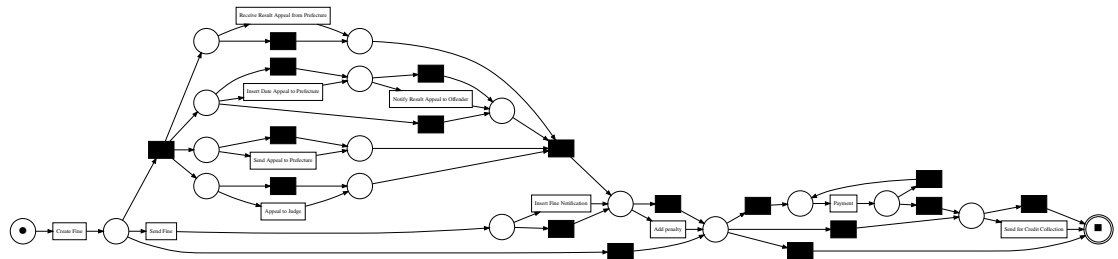 Receive Result Appeal from Prefecture
Insert Date Appeal to Prefecture
Notify Result Appeal to Offender
Send Appeal to Prefecture
Appeal to Judge
Insert Fine Notification
Payment
Create Fine
Send Fine
Add penalty
Send for Credit Collection